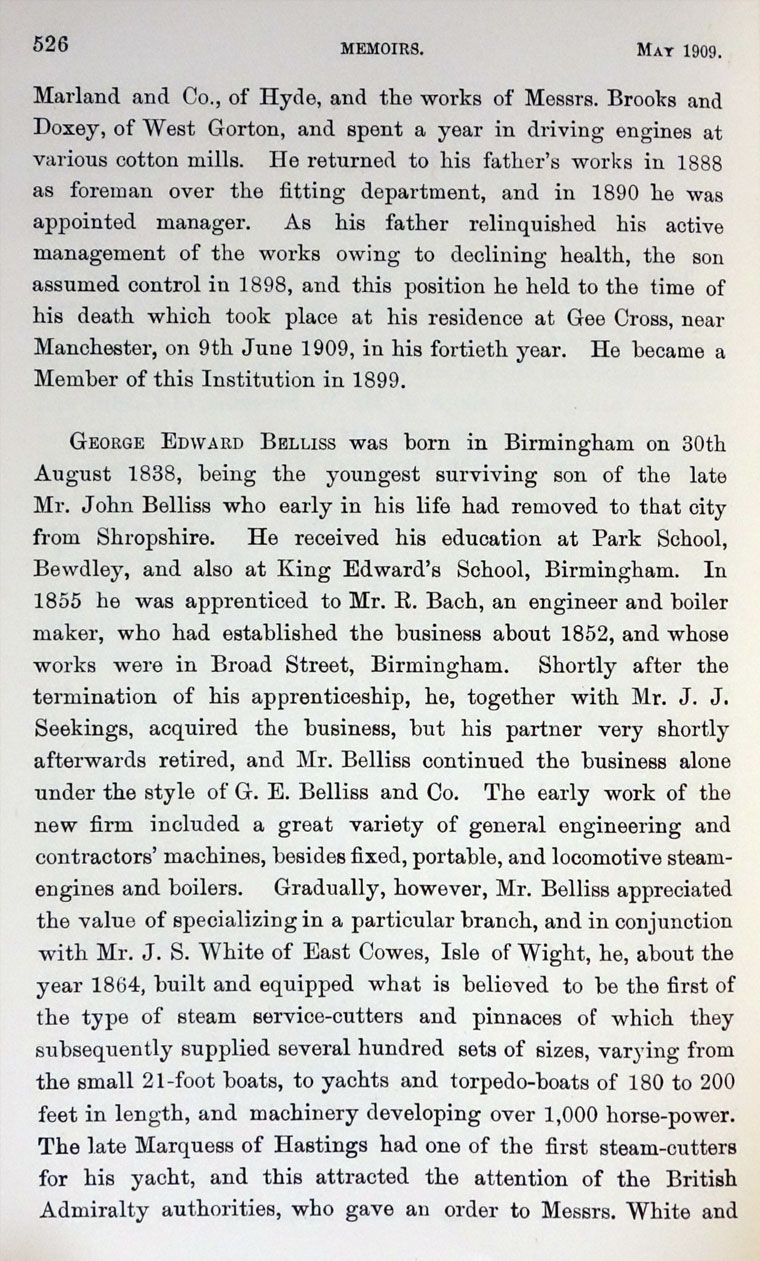 526 MEMOIRS. MAY 1909.
Marland and Co., of Hyde, and the works of Messrs. Brooks and
Doxey, of West Gorton, and spent a year in driving engines at
various cotton mills. He returned to his father's works in 1888
as foreman over the fitting department, and in 1890 he was
appointed manager. As his father relinquished his active
management of the works owing to declining health, the son
assumed control in 1898, and this position he held to the time of
his death which took place at his residence at Gee Cross, near
Manchester, on 9th June 1909, in his fortieth year. He became a
Member of this Institution in 1899.
GEORGE EDWARD BELLISS was born in Birmingham on 30th
August 1838, being the youngest surviving son of the late
Mr. John Belliss who early in his life had removed to that city
from Shropshire. He received his education at Park School,
Bewdley, and also at King Edward's School, Birmingham. In
1855 he was apprenticed to Mr. R. Bach, an engineer and boiler
maker, who had established the business about 1852, and whose
works were in Broad Street, Birmingham. Shortly after the
termination of his apprenticeship, he, together with Mr. J. J.
Seekings, acquired the business, but his partner very shortly
afterwards retired, and Mr. Belliss continued the business alone
under the style of G. E. Belliss and Co. The early work of the
new firm included a great variety of general engineering and
contractors' machines, besides fixed, portable, and locomotive steam-
engines and boilers. Gradually, however, Mr. Belliss appreciated
the value of specializing in a particular branch, and in conjunction
with Mr. J. S. White of East Cowes, Isle of Wight, he, about the
year 1864, built and equipped what is believed to be the first of
the type of steam service-cutters and pinnaces of which they
subsequently supplied several hundred sets of sizes, varying from
the small 21-foot boats, to yachts and torpedo-boats of 180 to 200
feet in length, and machinery developing over 1,000 horse-power.
The late Marquess of Hastings had one of the first steam-cutters
for his yacht, and this attracted the attention of the British
Admiralty authorities, who gave an order to Messrs. White and